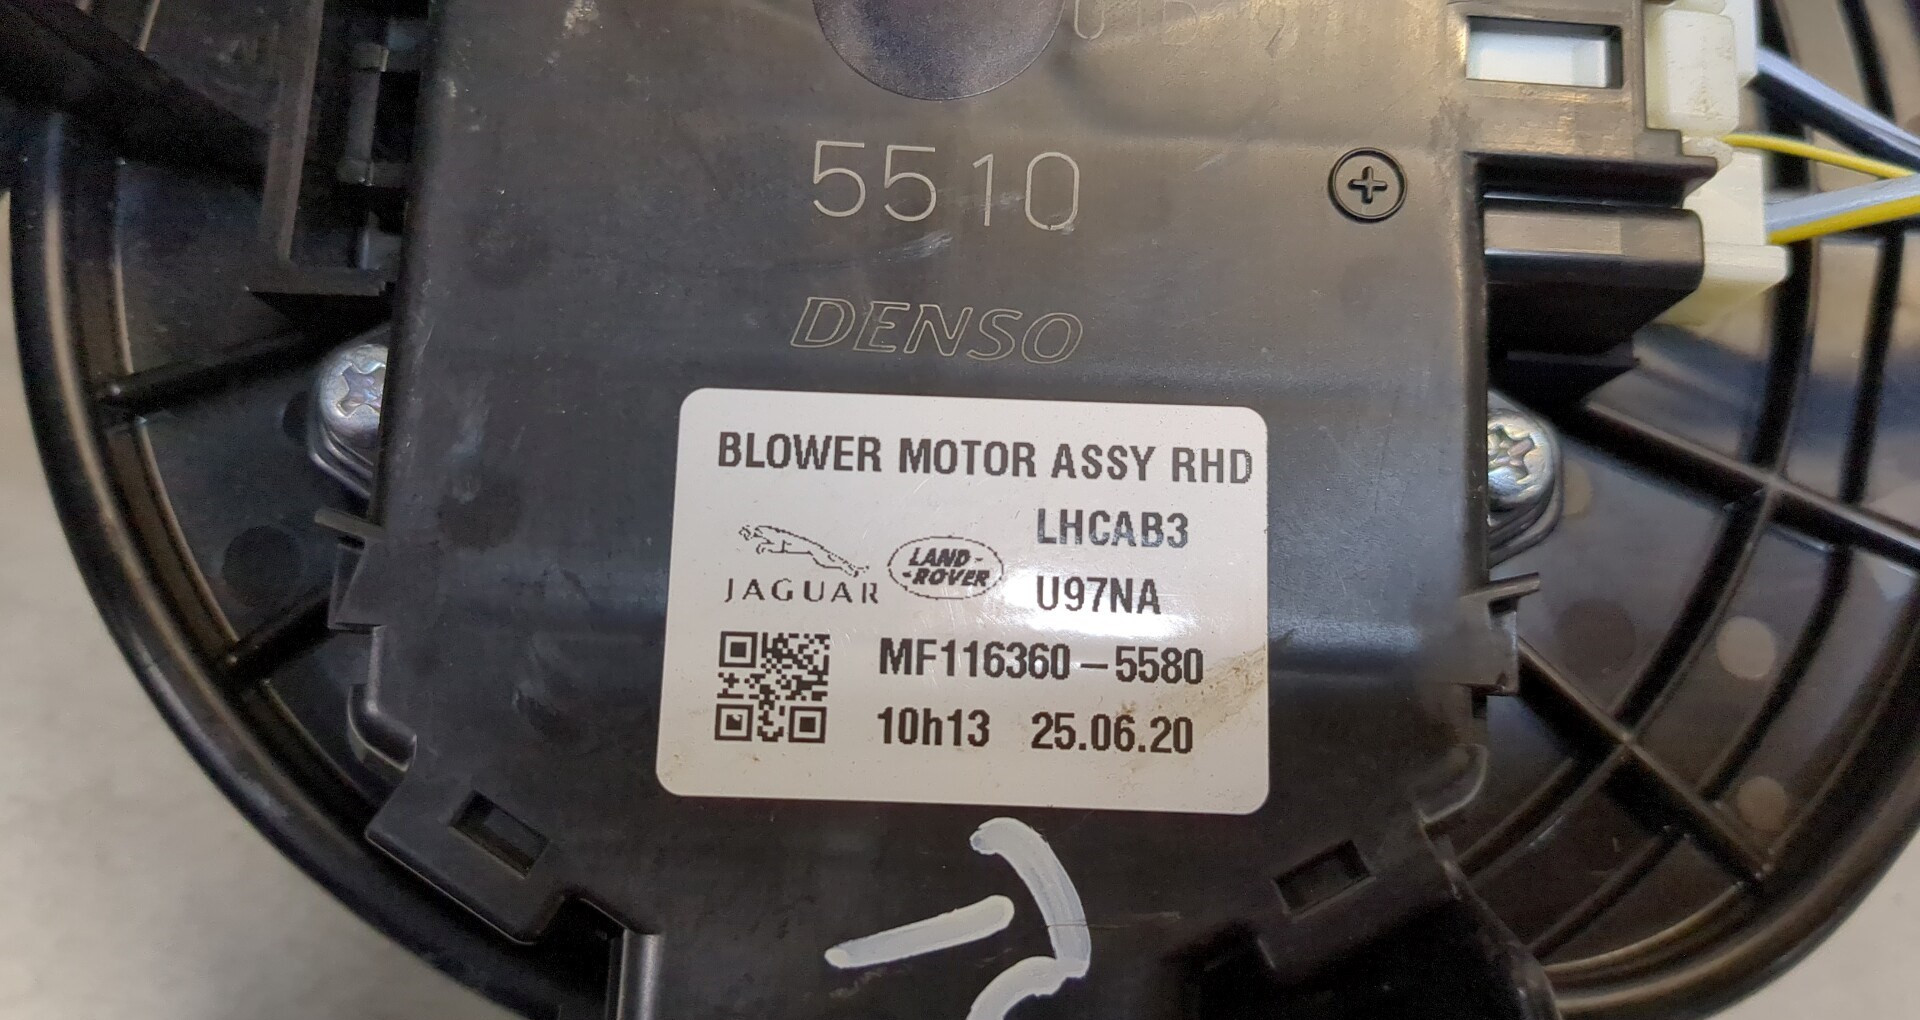 5510
DENSO
BLOWER MOTOR ASSY RHD
JAGUAR
LAND-
-ROVER
LHCAB3
U97NA
MF116360-5580
10h13 25.06.20